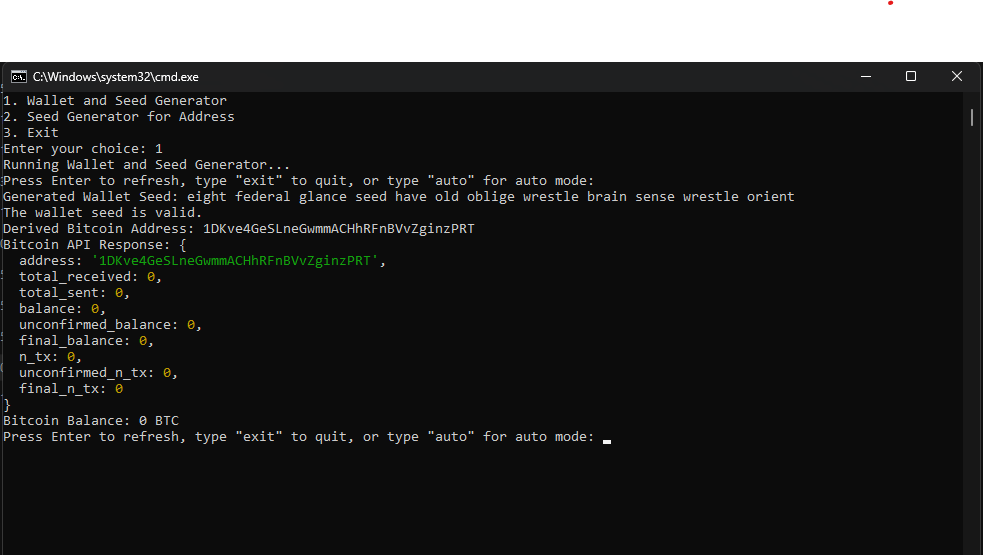 C:\Windows\system32\cmd.exe
1. Wallet and Seed Generator
2. Seed Generator for Address
3. Exit
Enter your choice: 1
Running Wallet and Seed Generator...
Press Enter to refresh, type "exit" to quit, or type "auto" for auto mode:
Generated Wallet Seed: eight federal glance seed have old oblige wrestle brain sense wrestle orient
The wallet seed is valid.
Derived Bitcoin Address: 1DKve4GeSLneGwmmACHhRFnBVvZginzPRT
Bitcoin API Response: {
  address: '1DKve4GeSLneGwmmACHhRFnBVvZginzPRT',
  total_received: 0,
  total_sent: 0,
  balance: 0,
  unconfirmed_balance: 0,
  final_balance: 0,
  n_tx: 0,
  unconfirmed_n_tx: 0,
  final_n_tx: 0
}
Bitcoin Balance: 0 BTC
Press Enter to refresh, type "exit" to quit, or type "auto" for auto mode: